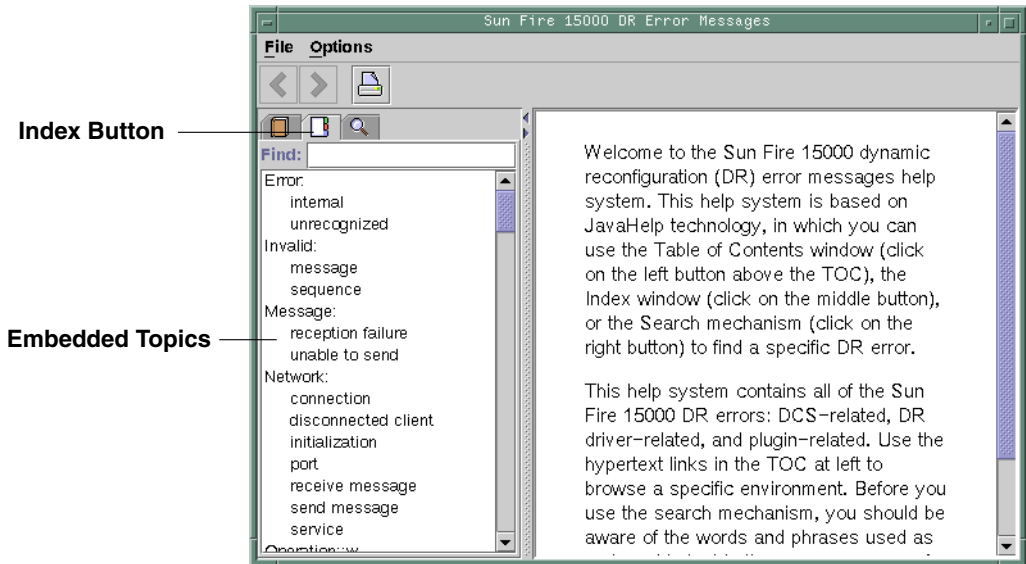 Sun Fire 15000 DR Error Messages
File Options
Index Button
Find:
Error:
internal
unrecognized
Invalid:
message
sequence
Message:
reception failure
unable to send
Embedded Topics
Network:
connection
disconnected client
initialization
port
receive message
send message
service
Welcome to the Sun Fire 15000 dynamic
reconfiguration (DR) error messages help
system. This help system is based on
JavaHelp technology, in which you can
use the Table of Contents window (click
on the left button above the TOC), the
Index window (click on the middle button),
or the Search mechanism (click on the
right button) to find a specific DR error.
This help system contains all of the Sun
Fire 15000 DR errors: DCS-related, DR
driver-related, and plugin-related. Use the
hypertext links in the TOC at left to
browse a specific environment. Before you
use the search mechanism, you should be
aware of the words and phrases used as